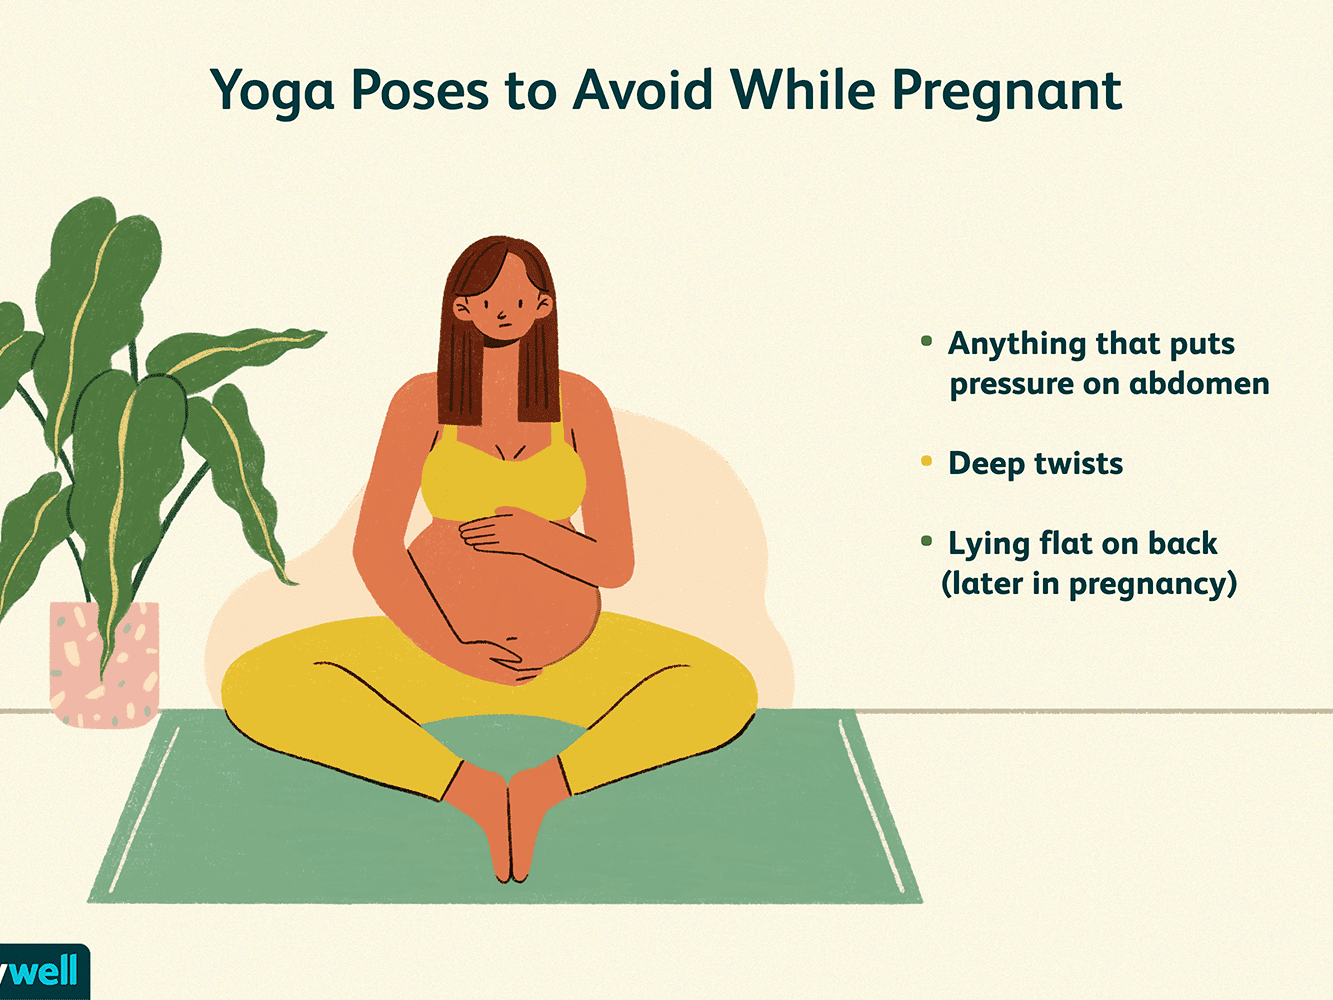 Yoga Poses to Avoid While Pregnant
• Anything that puts
pressure on abdomen
• Deep twists
• Lying flat on back
(later in pregnancy)
ywell